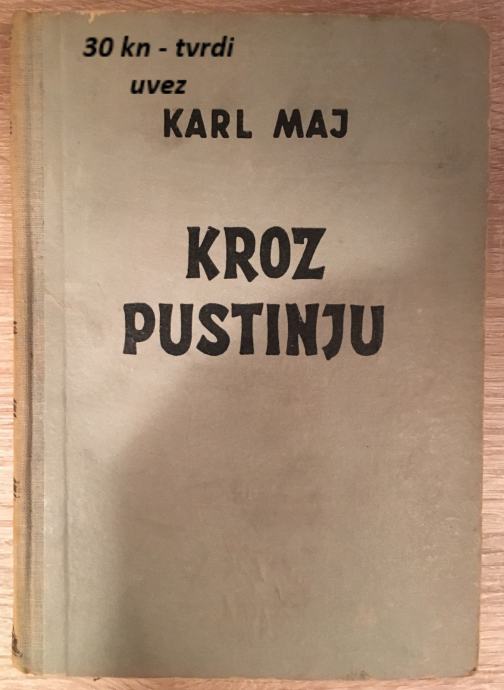 30 kn - tvrdi
uvez
KARL MAJ
KROZ
PUSTINJU